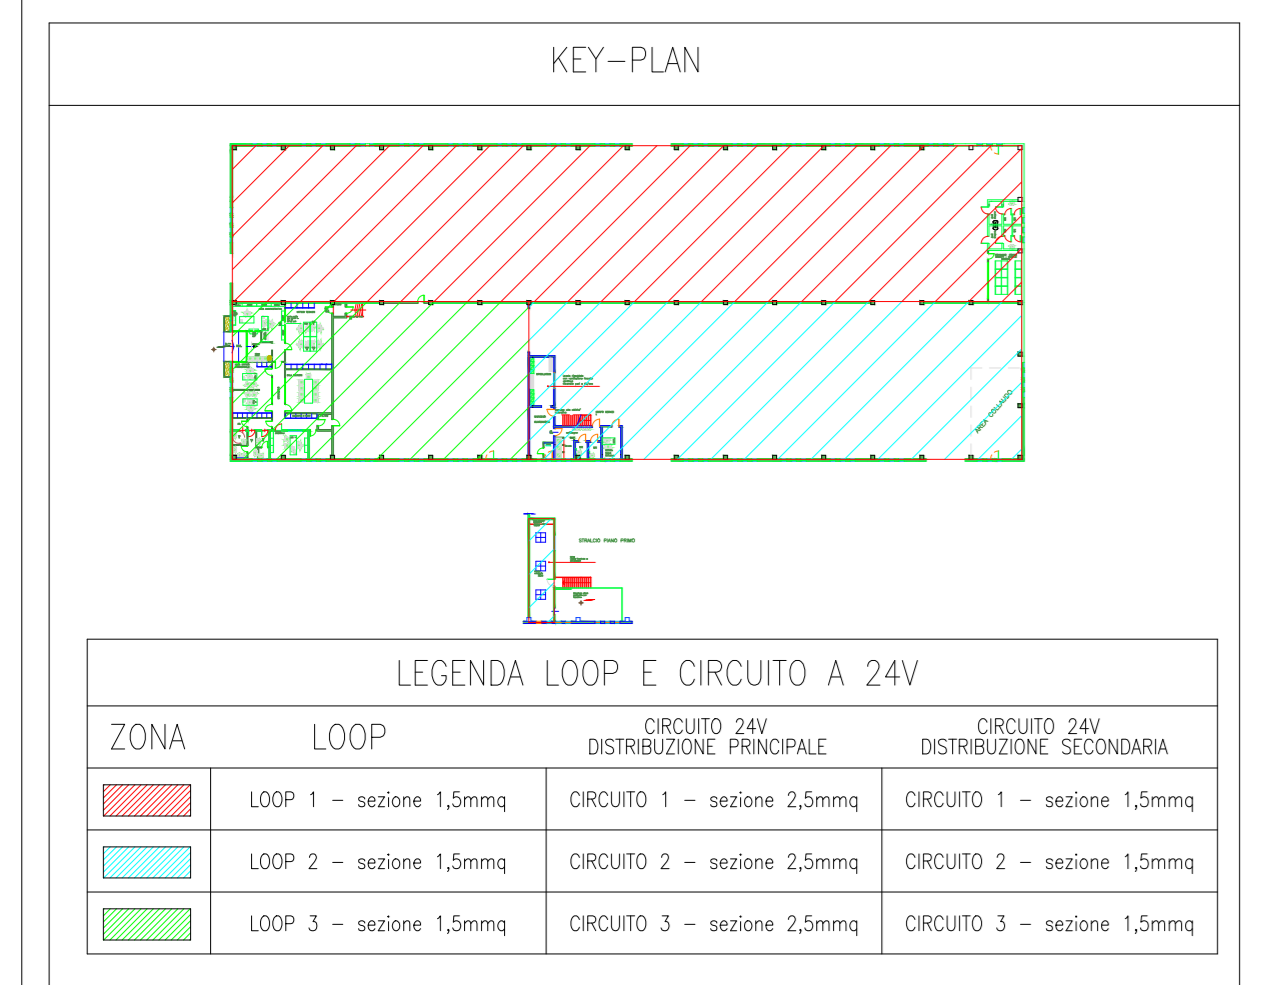 KEY-PLAN
AREA COLLAUDO
STRALCIO PIANO PRIMO
LEGENDA LOOP E CIRCUITO A 24V
ZONA
LOOP
CIRCUITO 24V
DISTRIBUZIONE PRINCIPALE
CIRCUITO 24V
DISTRIBUZIONE SECONDARIA
LOOP 1 - sezione 1,5mmq
CIRCUITO 1 - sezione 2,5mmq
CIRCUITO 1 - sezione 1,5mmq
LOOP 2 - sezione 1,5mmq
CIRCUITO 2 - sezione 2,5mmq
CIRCUITO 2 - sezione 1,5mmq
LOOP 3 - sezione 1,5mmq
CIRCUITO 3 - sezione 2,5mmq
CIRCUITO 3 - sezione 1,5mmq